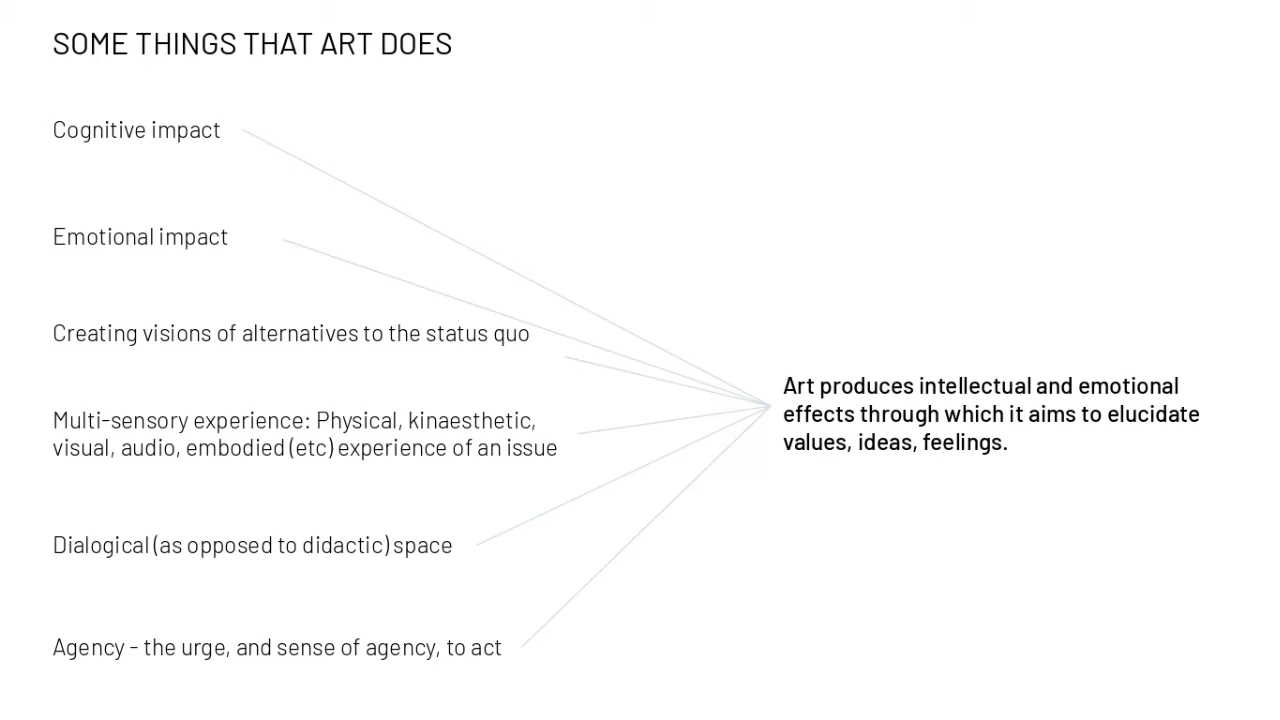 SOME THINGS THAT ART DOES
Cognitive impact
Emotional impact
Creating visions of alternatives to the status quo
Multi-sensory experience: Physical, kinaesthetic,
visual, audio, embodied (etc) experience of an issue
Dialogical (as opposed to didactic) space
Agency - the urge, and sense of agency, to act
Art produces intellectual and emotional
effects through which it aims to elucidate
values, ideas, feelings.